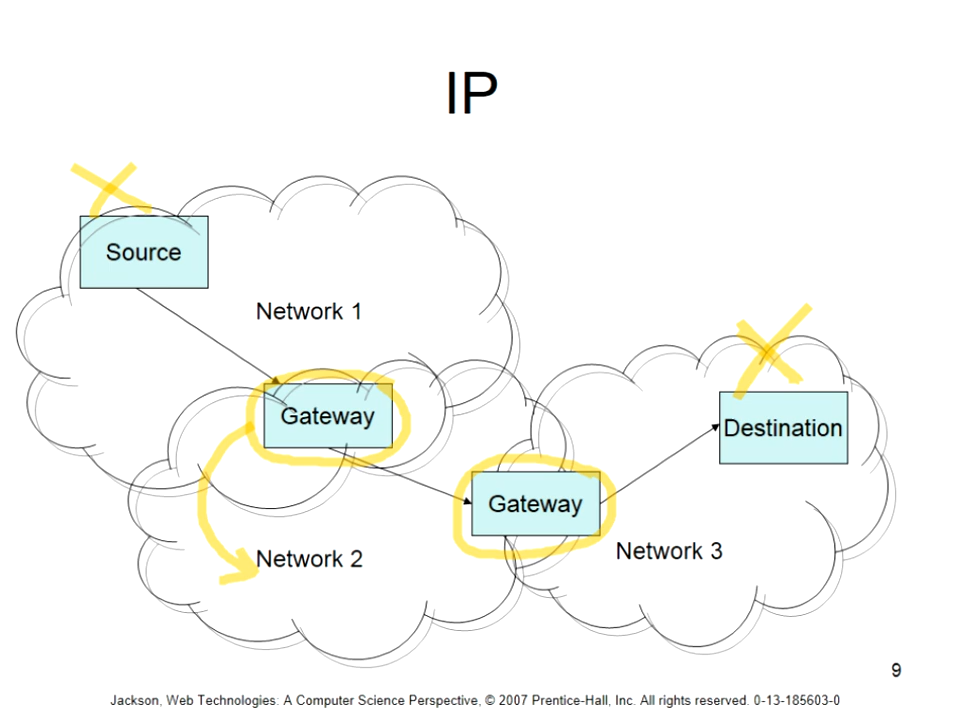 IP
Source
Network 1
Gateway
Destination
Gateway
Network 2
Network 3
9
Jackson, Web Technologies: A Computer Science Perspective, © 2007 Prentice-Hall, Inc. All rights reserved. 0-13-185603-0